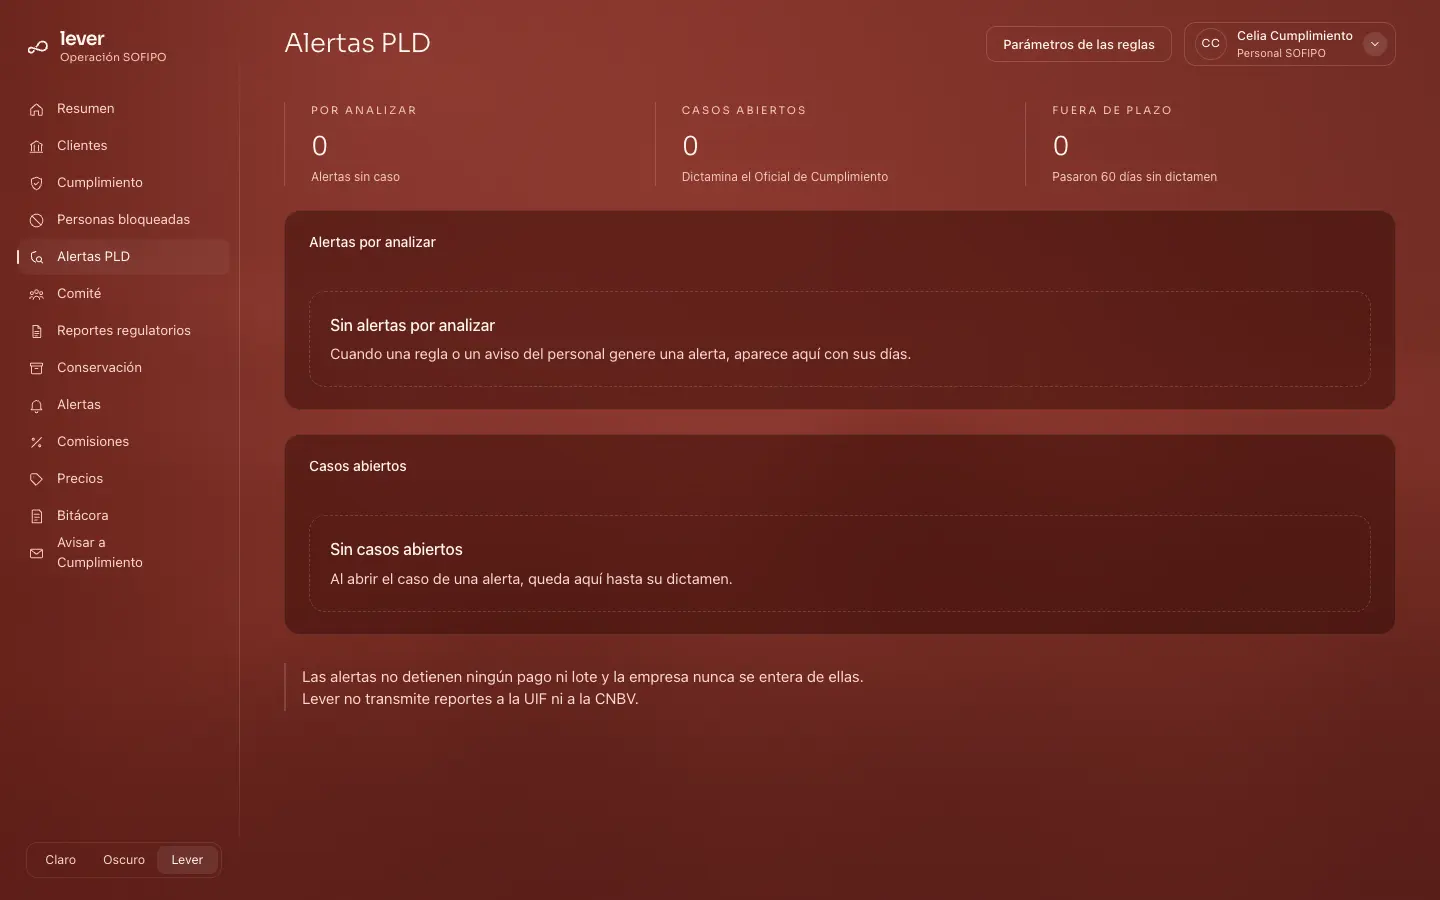 lever
Operación SOFIPO
Resumen
Clientes
Cumplimiento
Personas bloqueadas
Alertas PLD
Comité
Reportes regulatorios
Conservación
Alertas
Comisiones
Precios
Bitácora
Avisar a
Cumplimiento
Claro
Oscuro
Lever
Alertas PLD
Parámetros de las reglas
CC
Celia Cumplimiento
Personal SOFIPO
POR ANALIZAR
0
Alertas sin caso
CASOS ABIERTOS
0
Dictamina el Oficial de Cumplimiento
FUERA DE PLAZO
0
Pasaron 60 días sin dictamen
Alertas por analizar
Sin alertas por analizar
Cuando una regla o un aviso del personal genere una alerta, aparece aquí con sus días.
Casos abiertos
Sin casos abiertos
Al abrir el caso de una alerta, queda aquí hasta su dictamen.
Las alertas no detienen ningún pago ni lote y la empresa nunca se entera de ellas.
Lever no transmite reportes a la UIF ni a la CNBV.